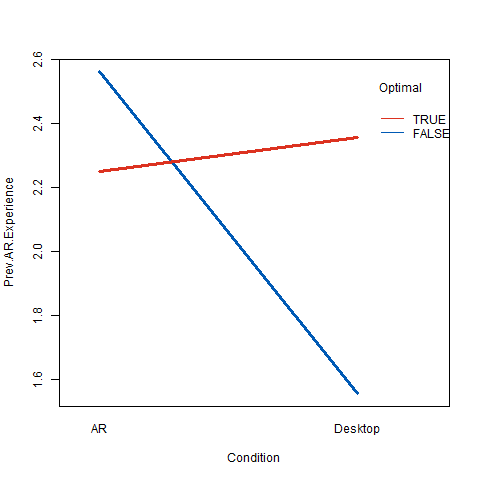 Optimal
TRUE
FALSE
Prev.AR.Experience
2.6
2.4
2.2
2.0
1.8
1.6
AR
Desktop
Condition